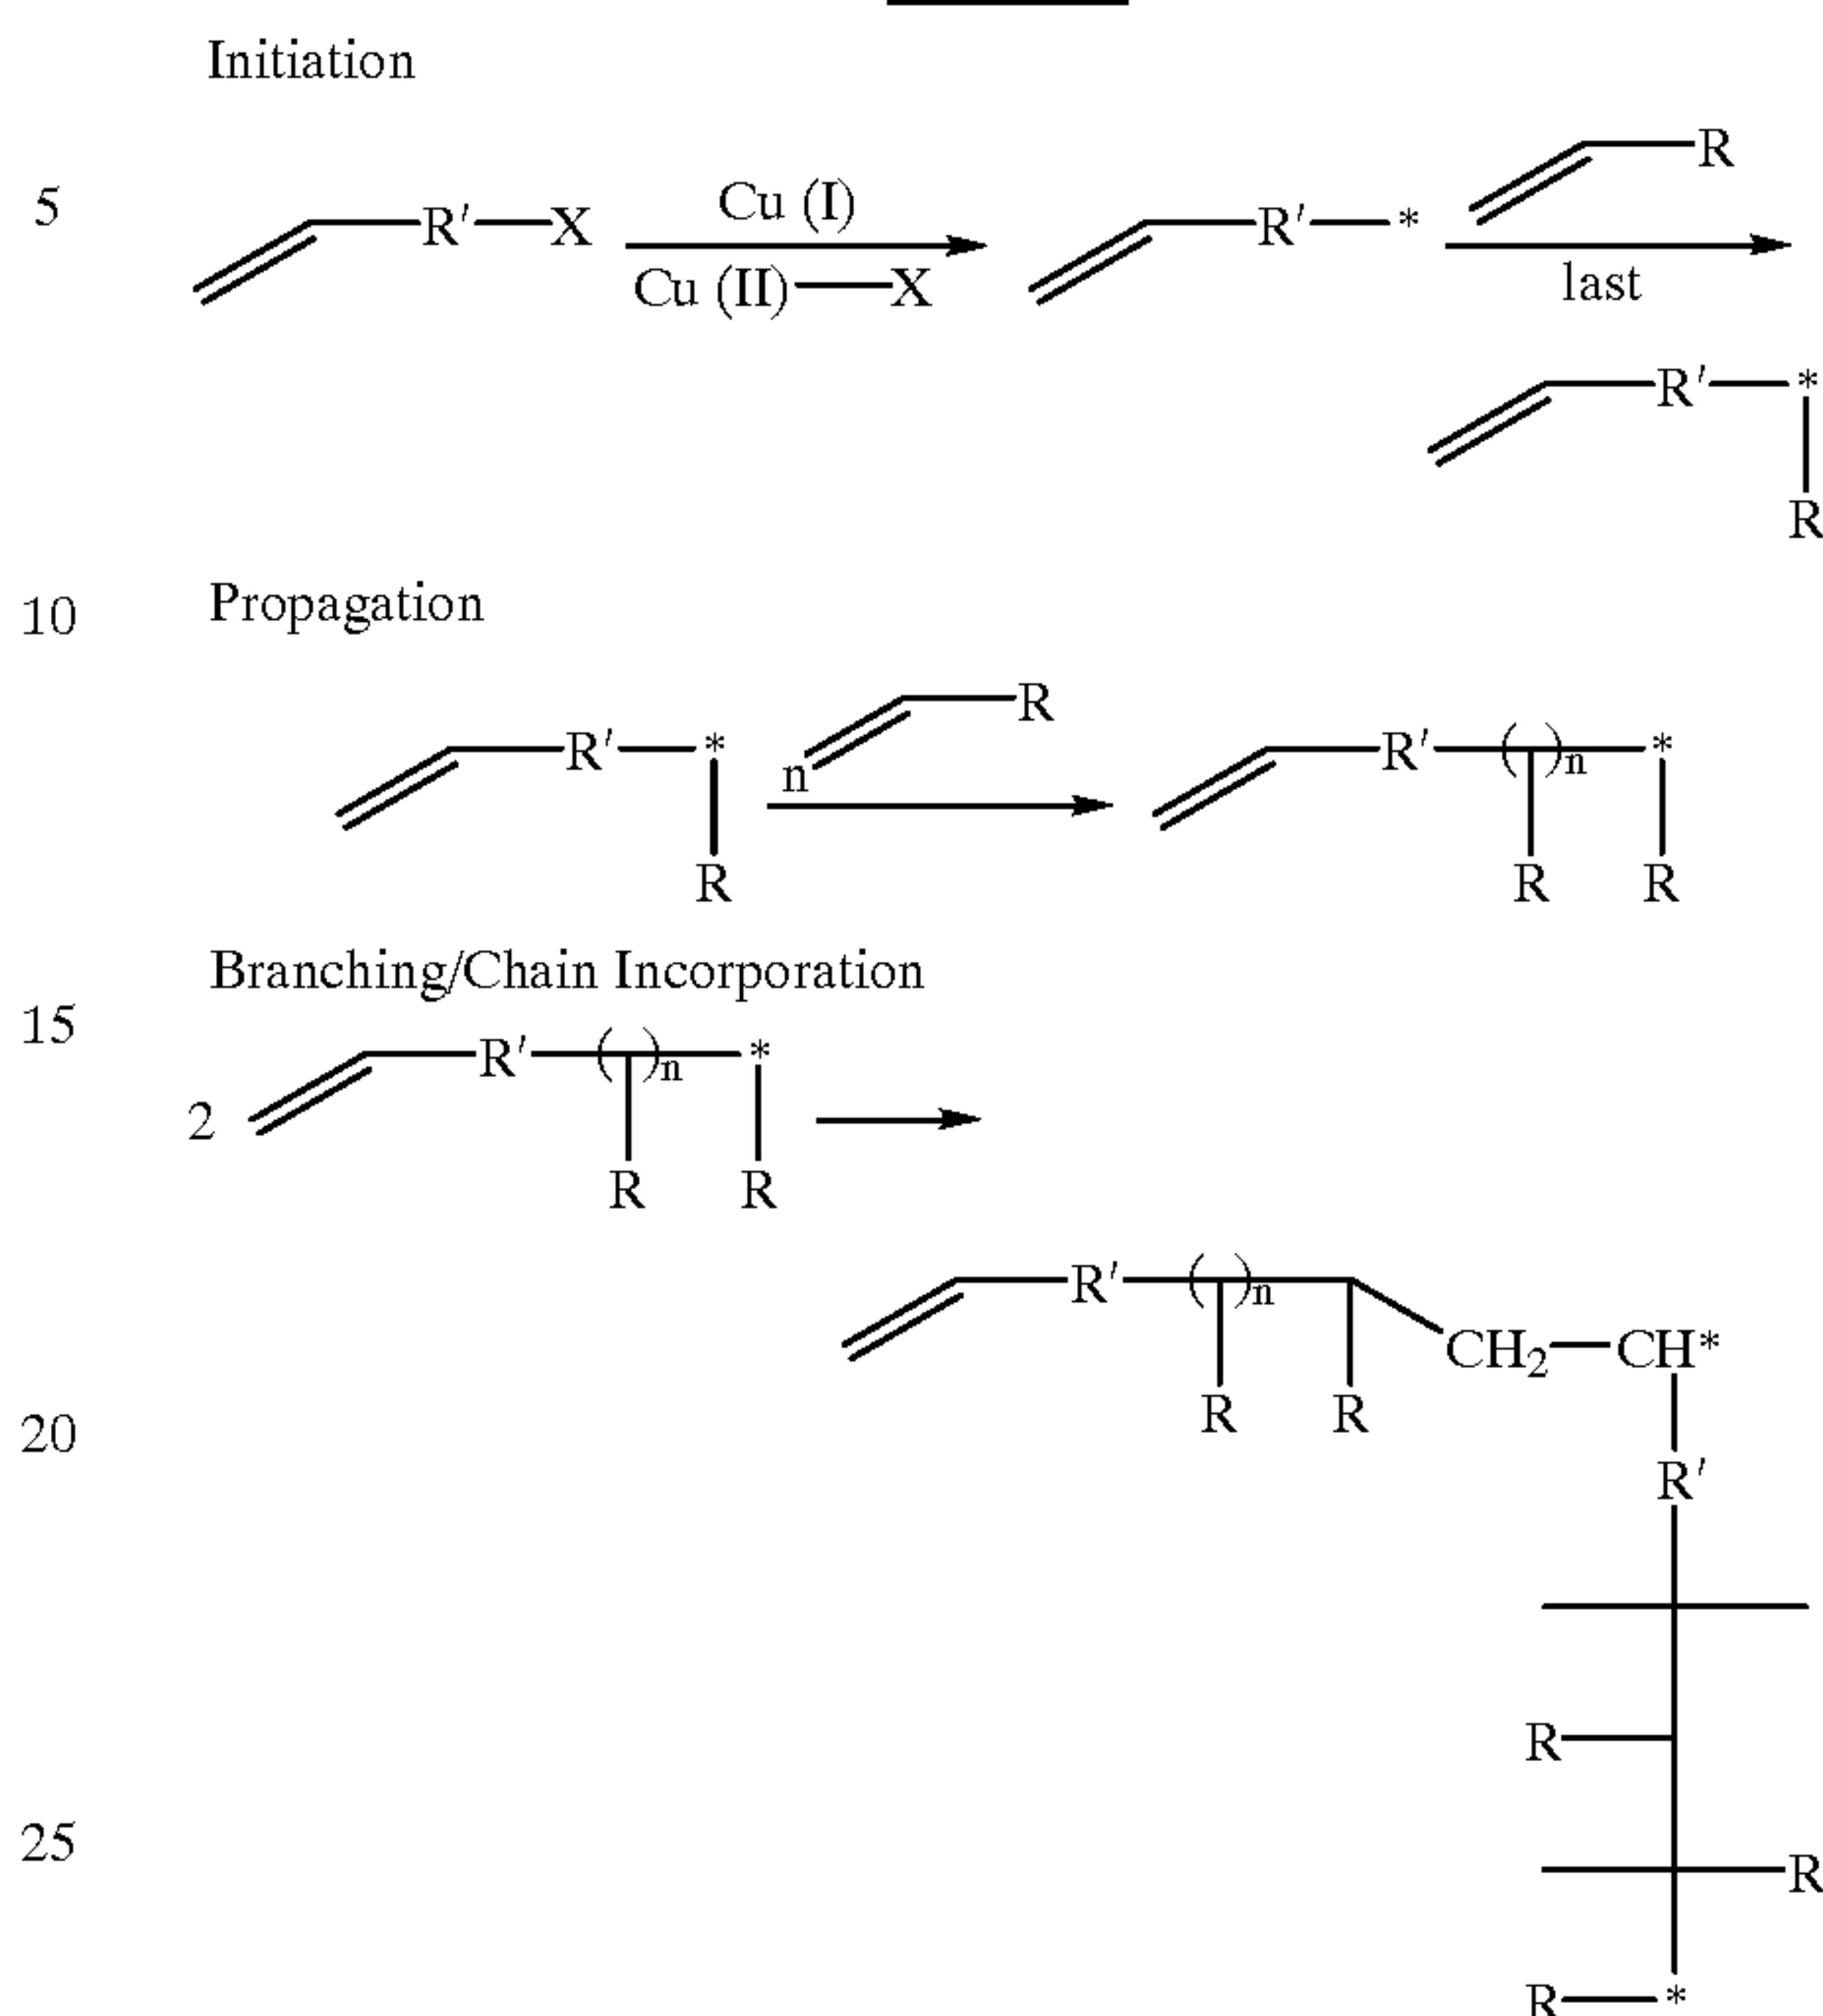 Initiation
R
5 R' X Cu (I) R' * 
Cu (II) X last
R' *
R
10 Propagation
R
R' * n R' ( )n *
R R R
Branching/Chain Incorporation
15 R' ( )n *
2
R R
R' ( )n
CH2 CH*
R R
20
R'
R
25
R
R *